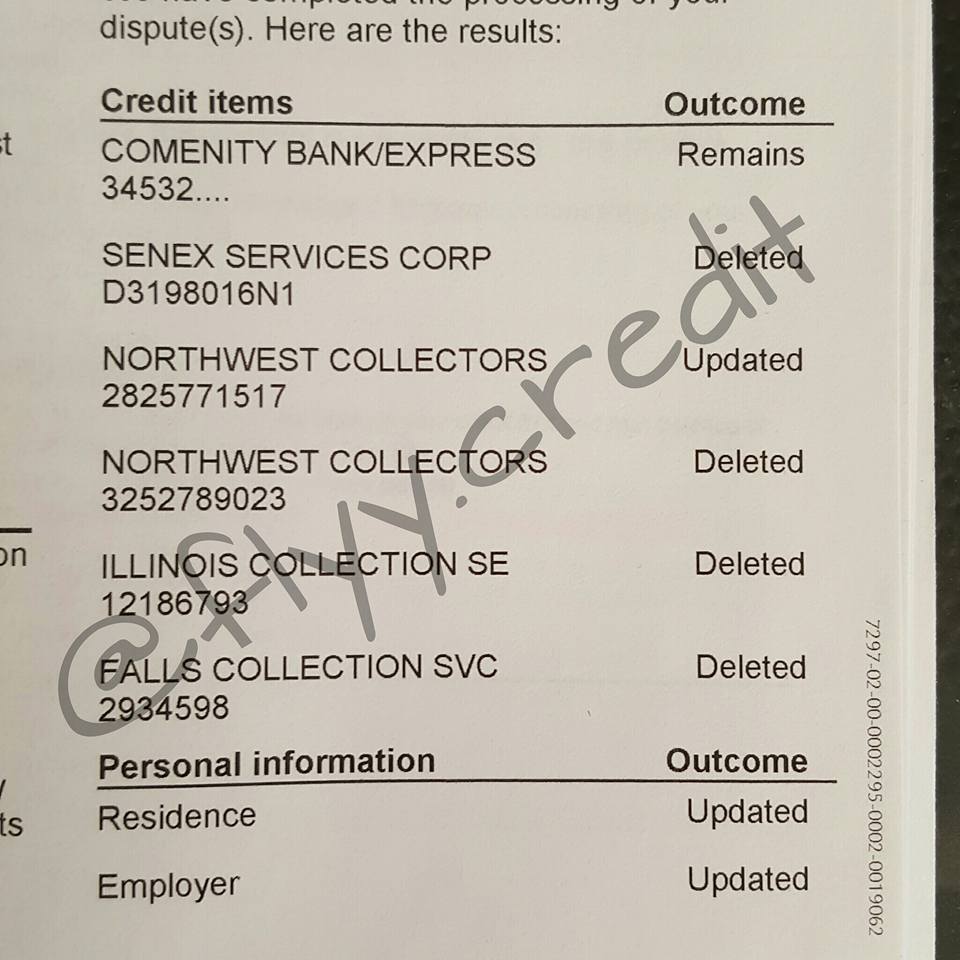 dispute(s). Here are the results:
Credit items Outcome
COMENITY BANK/EXPRESS Remains
34532....
SENEX SERVICES CORP Deleted
D3198016N1
NORTHWEST COLLECTORS Updated
2825771517
NORTHWEST COLLECTORS Deleted
3252789023
ILLINOIS COLLECTION SE Deleted
12186793
FALLS COLLECTION SVC Deleted
2934598
Personal information Outcome
Residence Updated
Employer Updated
@flyy.credit
7297-02-00-0002295-0002-0019062